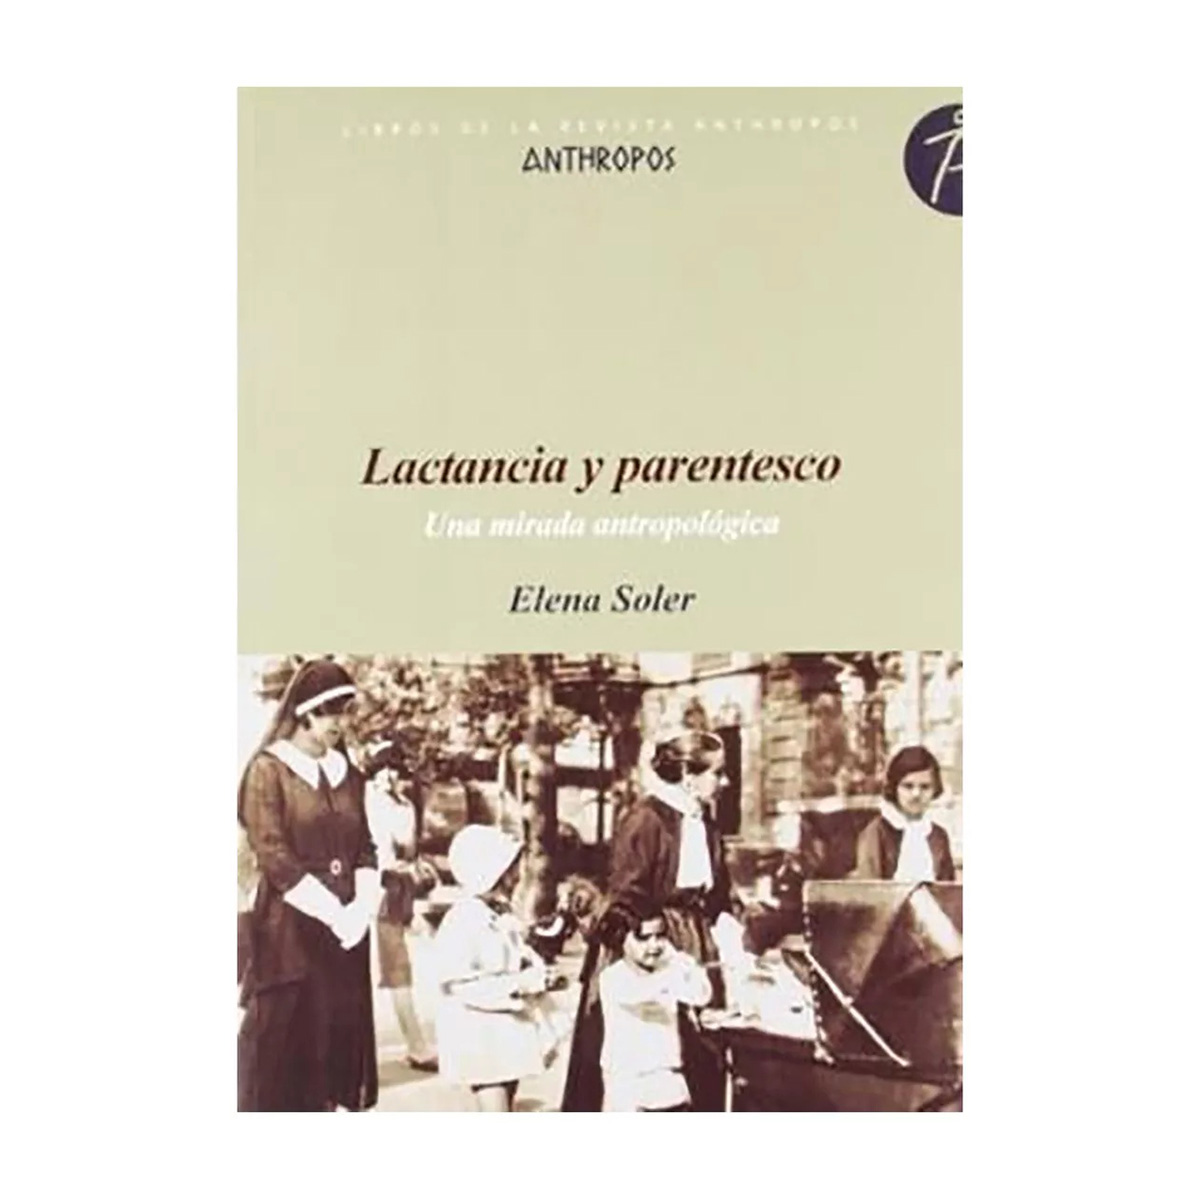 LIBROS DE LA REVISTA ANTHROPOS
ANTHROPOS
Lactancia y parentesco
Una mirada antropológica
Elena Soler